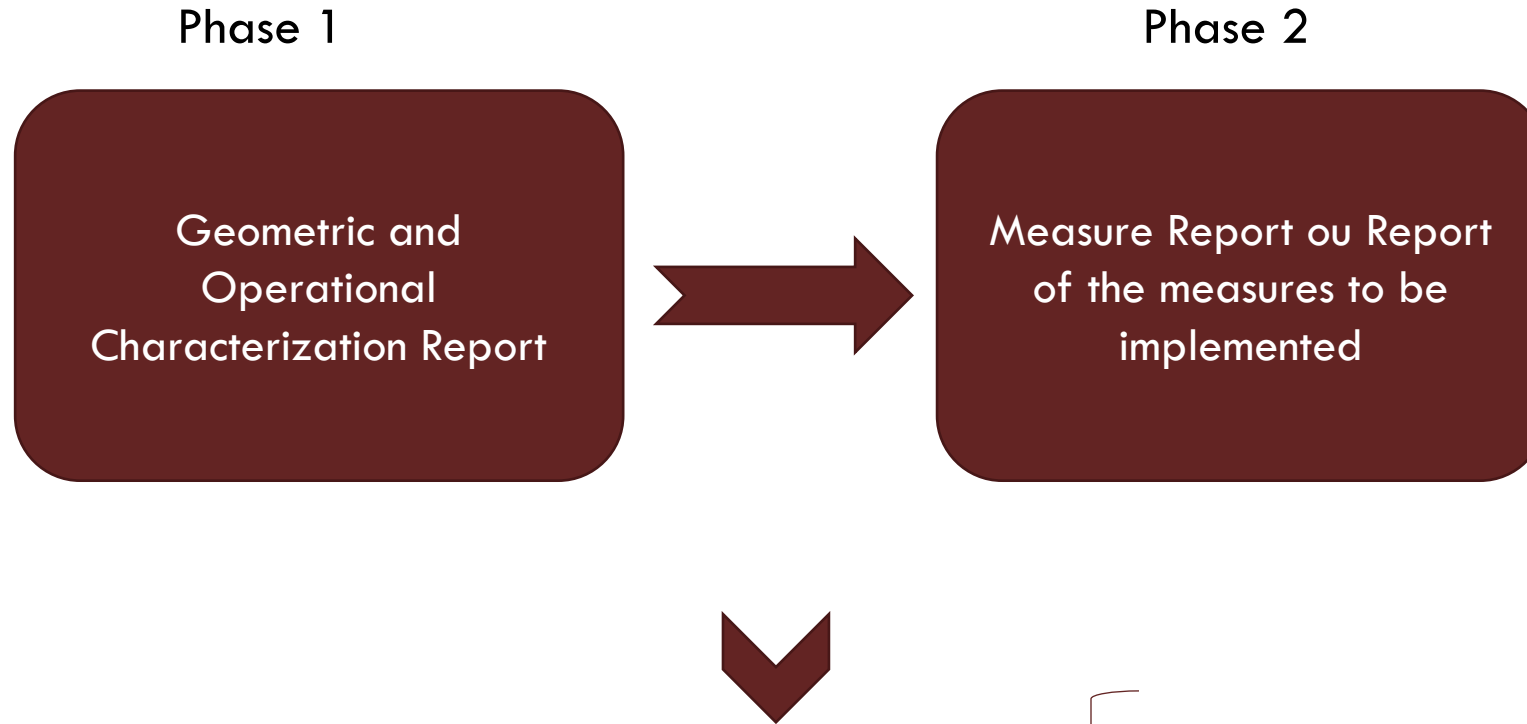 Phase 1
Phase 2
Geometric and
Operational
Characterization Report
Measure Report ou Report
of the measures to be
implemented